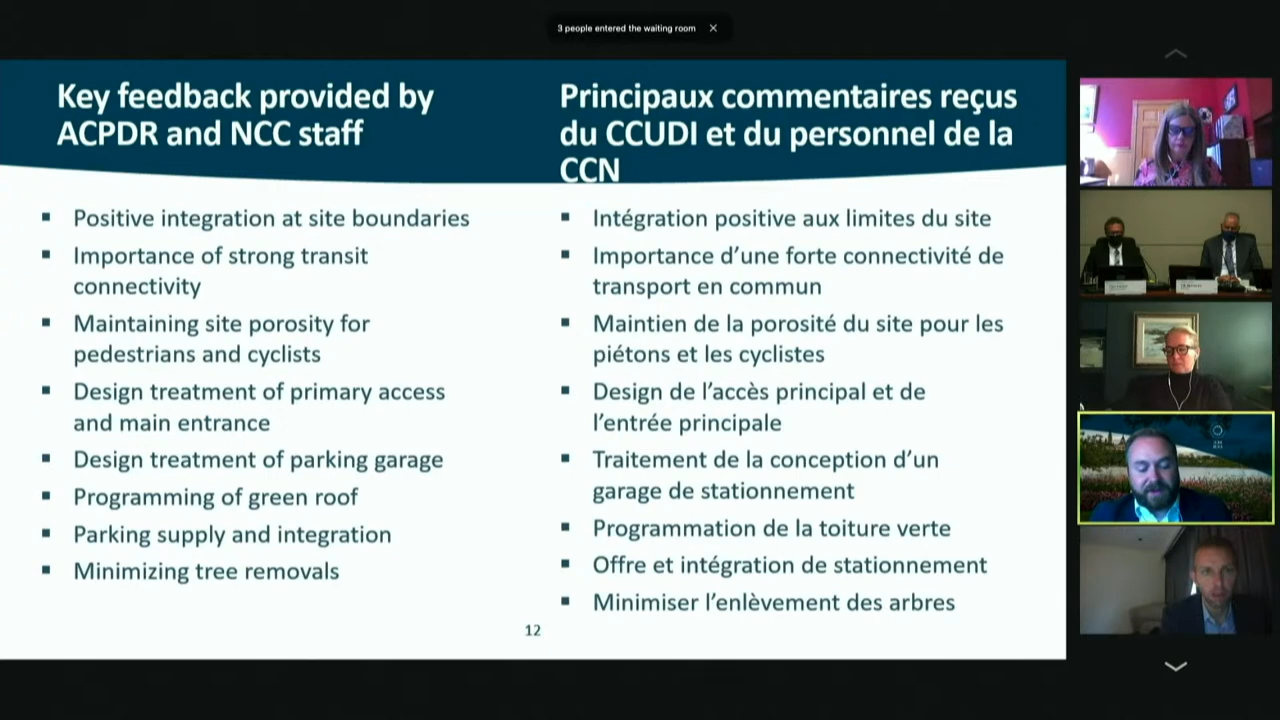 3 people entered the waiting room
Key feedback provided by
ACPDR and NCC staff
▪ Positive integration at site boundaries
▪ Importance of strong transit
connectivity
▪ Maintaining site porosity for
pedestrians and cyclists
▪ Design treatment of primary access
and main entrance
▪ Design treatment of parking garage
▪ Programming of green roof
▪ Parking supply and integration
▪ Minimizing tree removals
Principaux commentaires reçus
du CCUDI et du personnel de la
CCN
▪ Intégration positive aux limites du site
▪ Importance d’une forte connectivité de
transport en commun
▪ Maintien de la porosité du site pour les
piétons et les cyclistes
▪ Design de l’accès principal et de
l’entrée principale
▪ Traitement de la conception d’un
garage de stationnement
▪ Programmation de la toiture verte
▪ Offre et intégration de stationnement
▪ Minimiser l’enlèvement des arbres
12